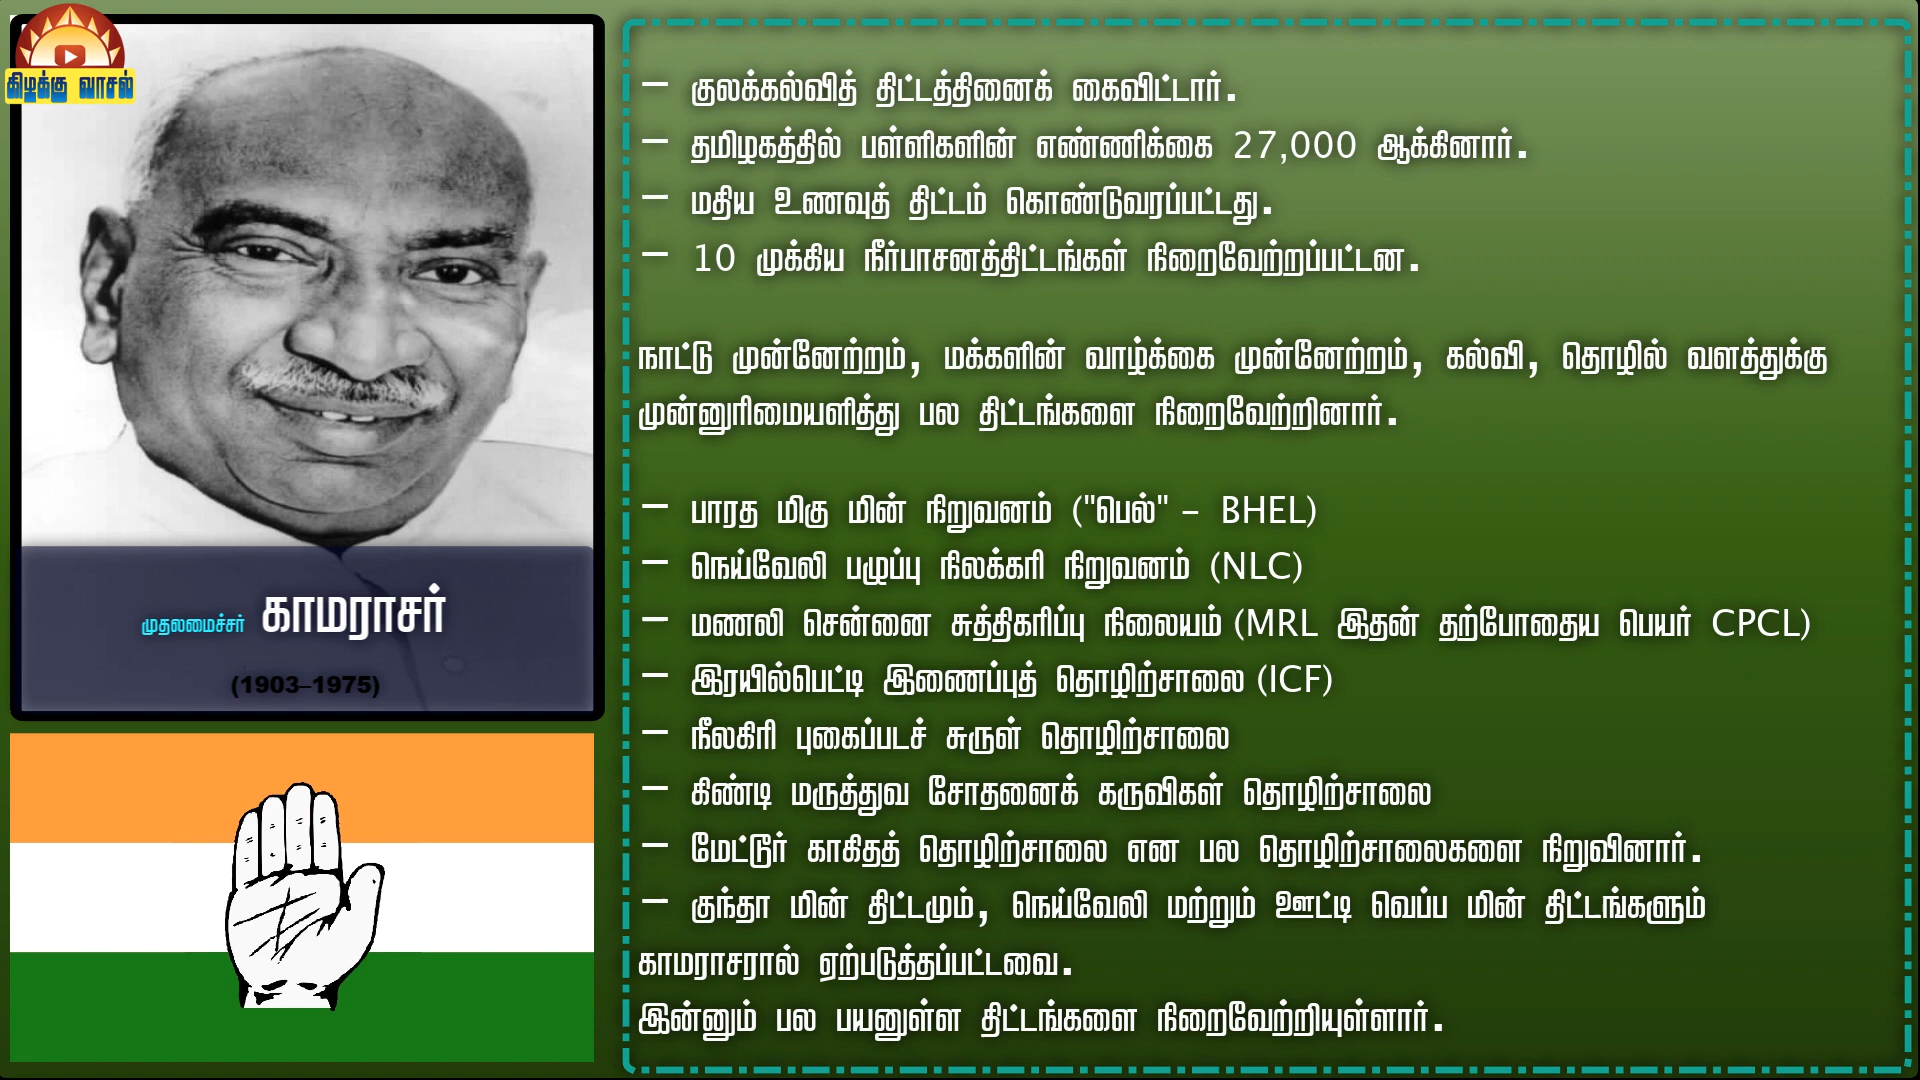 கிழக்கு வாசல்
முதலமைச்சர் காமராசர்
(1903–1975)
– குலக்கல்வித் திட்டத்தினைக் கைவிட்டார்.
– தமிழகத்தில் பள்ளிகளின் எண்ணிக்கை 27,000 ஆக்கினார்.
– மதிய உணவுத் திட்டம் கொண்டுவரப்பட்டது.
– 10 முக்கிய நீர்பாசனத்திட்டங்கள் நிறைவேற்றப்பட்டன.
நாட்டு முன்னேற்றம், மக்களின் வாழ்க்கை முன்னேற்றம், கல்வி, தொழில் வளத்துக்கு
முன்னுரிமையளித்து பல திட்டங்களை நிறைவேற்றினார்.
– பாரத மிகு மின் நிறுவனம் ("பெல்" – BHEL)
– நெய்வேலி பழுப்பு நிலக்கரி நிறுவனம் (NLC)
– மணலி சென்னை சுத்திகரிப்பு நிலையம் (MRL இதன் தற்போதைய பெயர் CPCL)
– இரயில்பெட்டி இணைப்புத் தொழிற்சாலை (ICF)
– நீலகிரி புகைப்படச் சுருள் தொழிற்சாலை
– கிண்டி மருத்துவ சோதனைக் கருவிகள் தொழிற்சாலை
– மேட்டூர் காகிதத் தொழிற்சாலை என பல தொழிற்சாலைகளை நிறுவினார்.
– குந்தா மின் திட்டமும், நெய்வேலி மற்றும் ஊட்டி வெப்ப மின் திட்டங்களும்
காமராசரால் ஏற்படுத்தப்பட்டவை.
இன்னும் பல பயனுள்ள திட்டங்களை நிறைவேற்றியுள்ளார்.